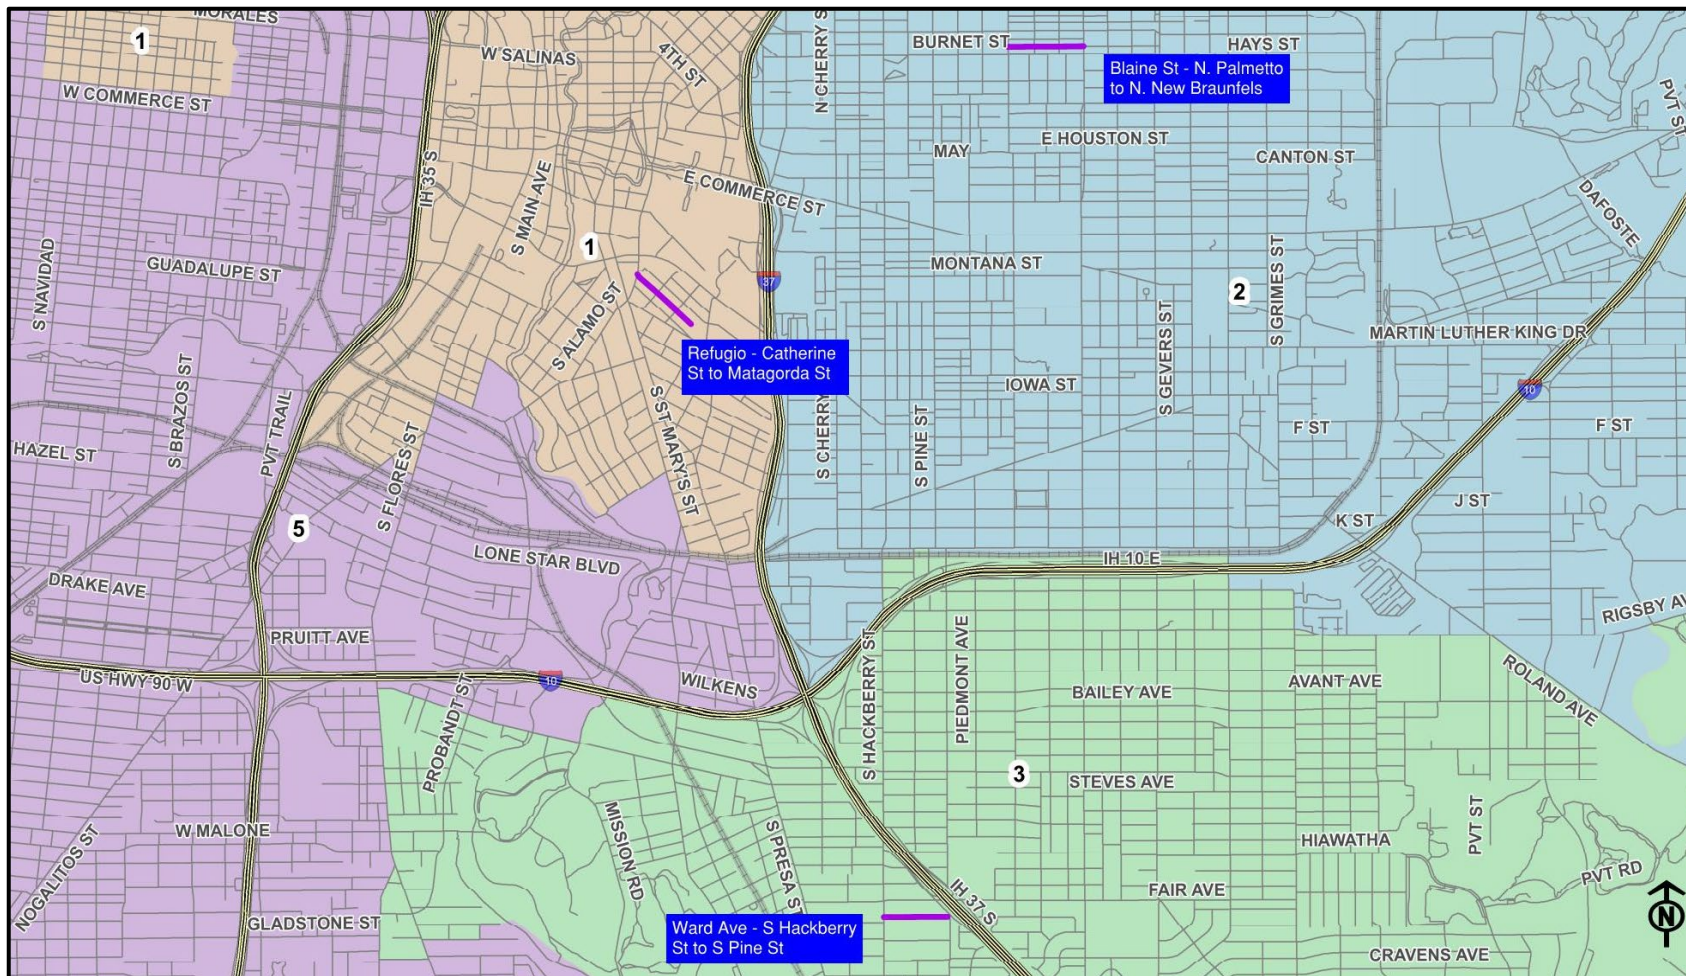 MORALES
1
W SALINAS
4TH ST
N CHERRY S
BURNET ST
HAYS ST
Blaine St - N. Palmetto
to N. New Braunfels
W COMMERCE ST
PVT ST
IH 35 S
S MAIN AVE
E COMMERCE ST
MAY
E HOUSTON ST
CANTON ST
DAFOSTE
S NAVIDAD
GUADALUPE ST
1
37
MONTANA ST
2
S GRIMES ST
S ALAMO ST
Refugio - Catherine
St to Matagorda St
S GEVERS ST
MARTIN LUTHER KING DR
10
S BRAZOS ST
IOWA ST
PVT TRAIL
S FLORES ST
S ST MARY'S ST
S CHERRY
S PINE ST
F ST
F ST
HAZEL ST
5
J ST
K ST
LONE STAR BLVD
IH 10 E
DRAKE AVE
RIGSBY AV
PRUITT AVE
S HACKBERRY ST
PIEDMONT AVE
US HWY 90 W
10
WILKENS
BAILEY AVE
AVANT AVE
ROLAND AVE
PROBANDT ST
3
STEVES AVE
W MALONE
MISSION RD
S PRESA ST
HIAWATHA
PVT ST
NOGALITOS ST
PVT RD
FAIR AVE
IH 37 S
GLADSTONE ST
Ward Ave - S Hackberry
St to S Pine St
CRAVENS AVE
N